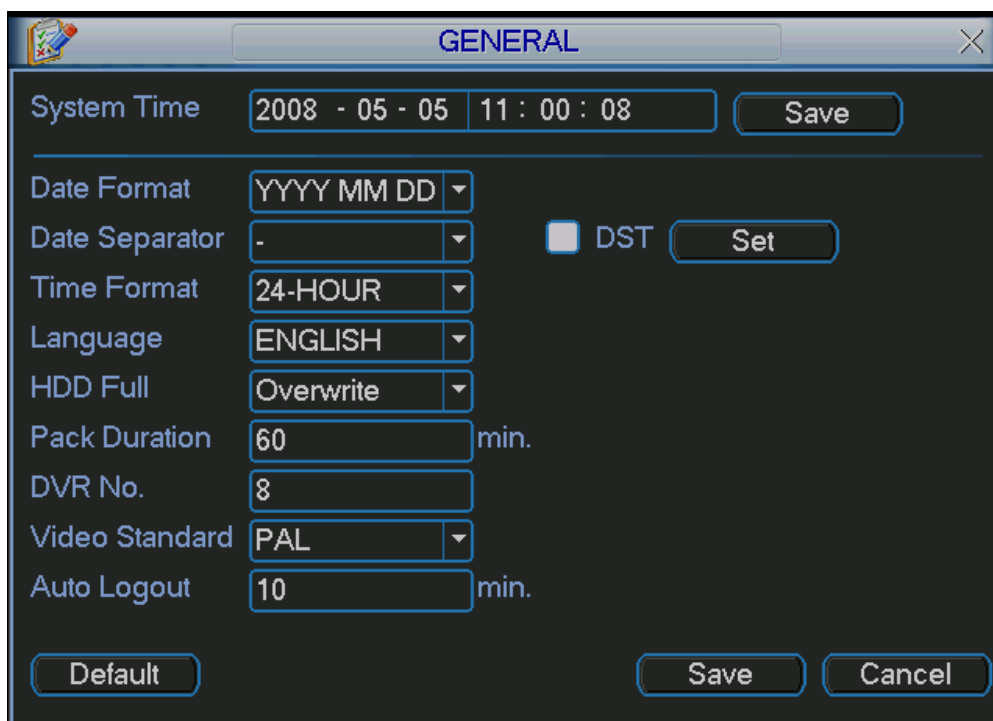 GENERAL
System Time 2008 - 05 - 05 11 : 00 : 08 Save
Date Format YYYY MM DD
Date Separator - DST Set
Time Format 24-HOUR
Language ENGLISH
HDD Full Overwrite
Pack Duration 60 min.
DVR No. 8
Video Standard PAL
Auto Logout 10 min.
Default Save Cancel